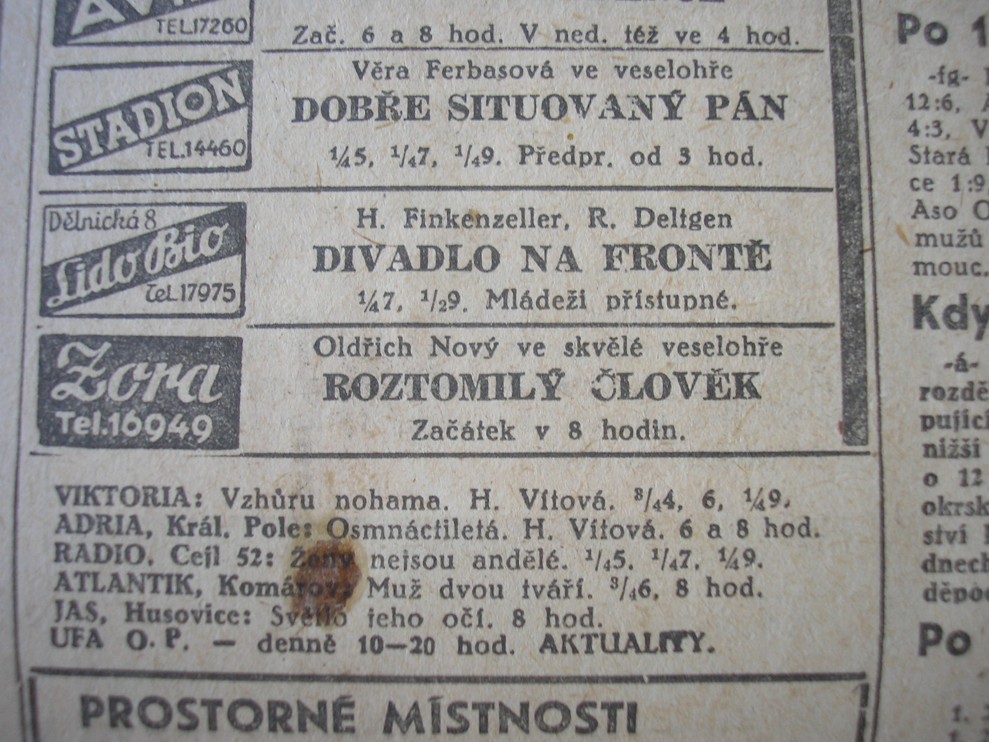 TEL.17260
Zač. 6 a 8 hod. V ned. též ve 4 hod.
STADION
TEL.14460
Věra Ferbasová ve veselohře
DOBŘE SITUOVANÝ PÁN
¼5, ¼7, ¼9. Předpr. od 3 hod.
Dělnická 8
Lido Bio
Tel.17975
H. Finkenzeller, R. Deltgen
DIVADLO NA FRONTĚ
¼7, ½9. Mládeži přístupné.
Zora
Tel.16949
Oldřich Nový ve skvělé veselohře
ROZTOMILÝ ČLOVĚK
Začátek v 8 hodin.
VIKTORIA: Vzhůru nohama. H. Vítová. ¾4, 6, ¼9.
ADRIA, Král. Pole: Osmnáctiletá. H. Vítová. 6 a 8 hod.
RADIO. Cejl 52: Ženy nejsou andělé. ¼5. ¼7. ¼9.
ATLANTIK, Komárov: Muž dvou tváří. ¾6, 8 hod.
JAS, Husovice: Světlo jeho očí. 8 hod.
UFA O. P. — denně 10—20 hod. AKTUALITY.
PROSTORNÉ MÍSTNOSTI
Po 1
-fg-
12:6,
4:3, V
Stará
ce 1:9
Aso O
mužů
mouc.
Kdy
-á-
rozdě
pující
nižší
o 12
okrsk
ství
dnech
děpo
Po
1.